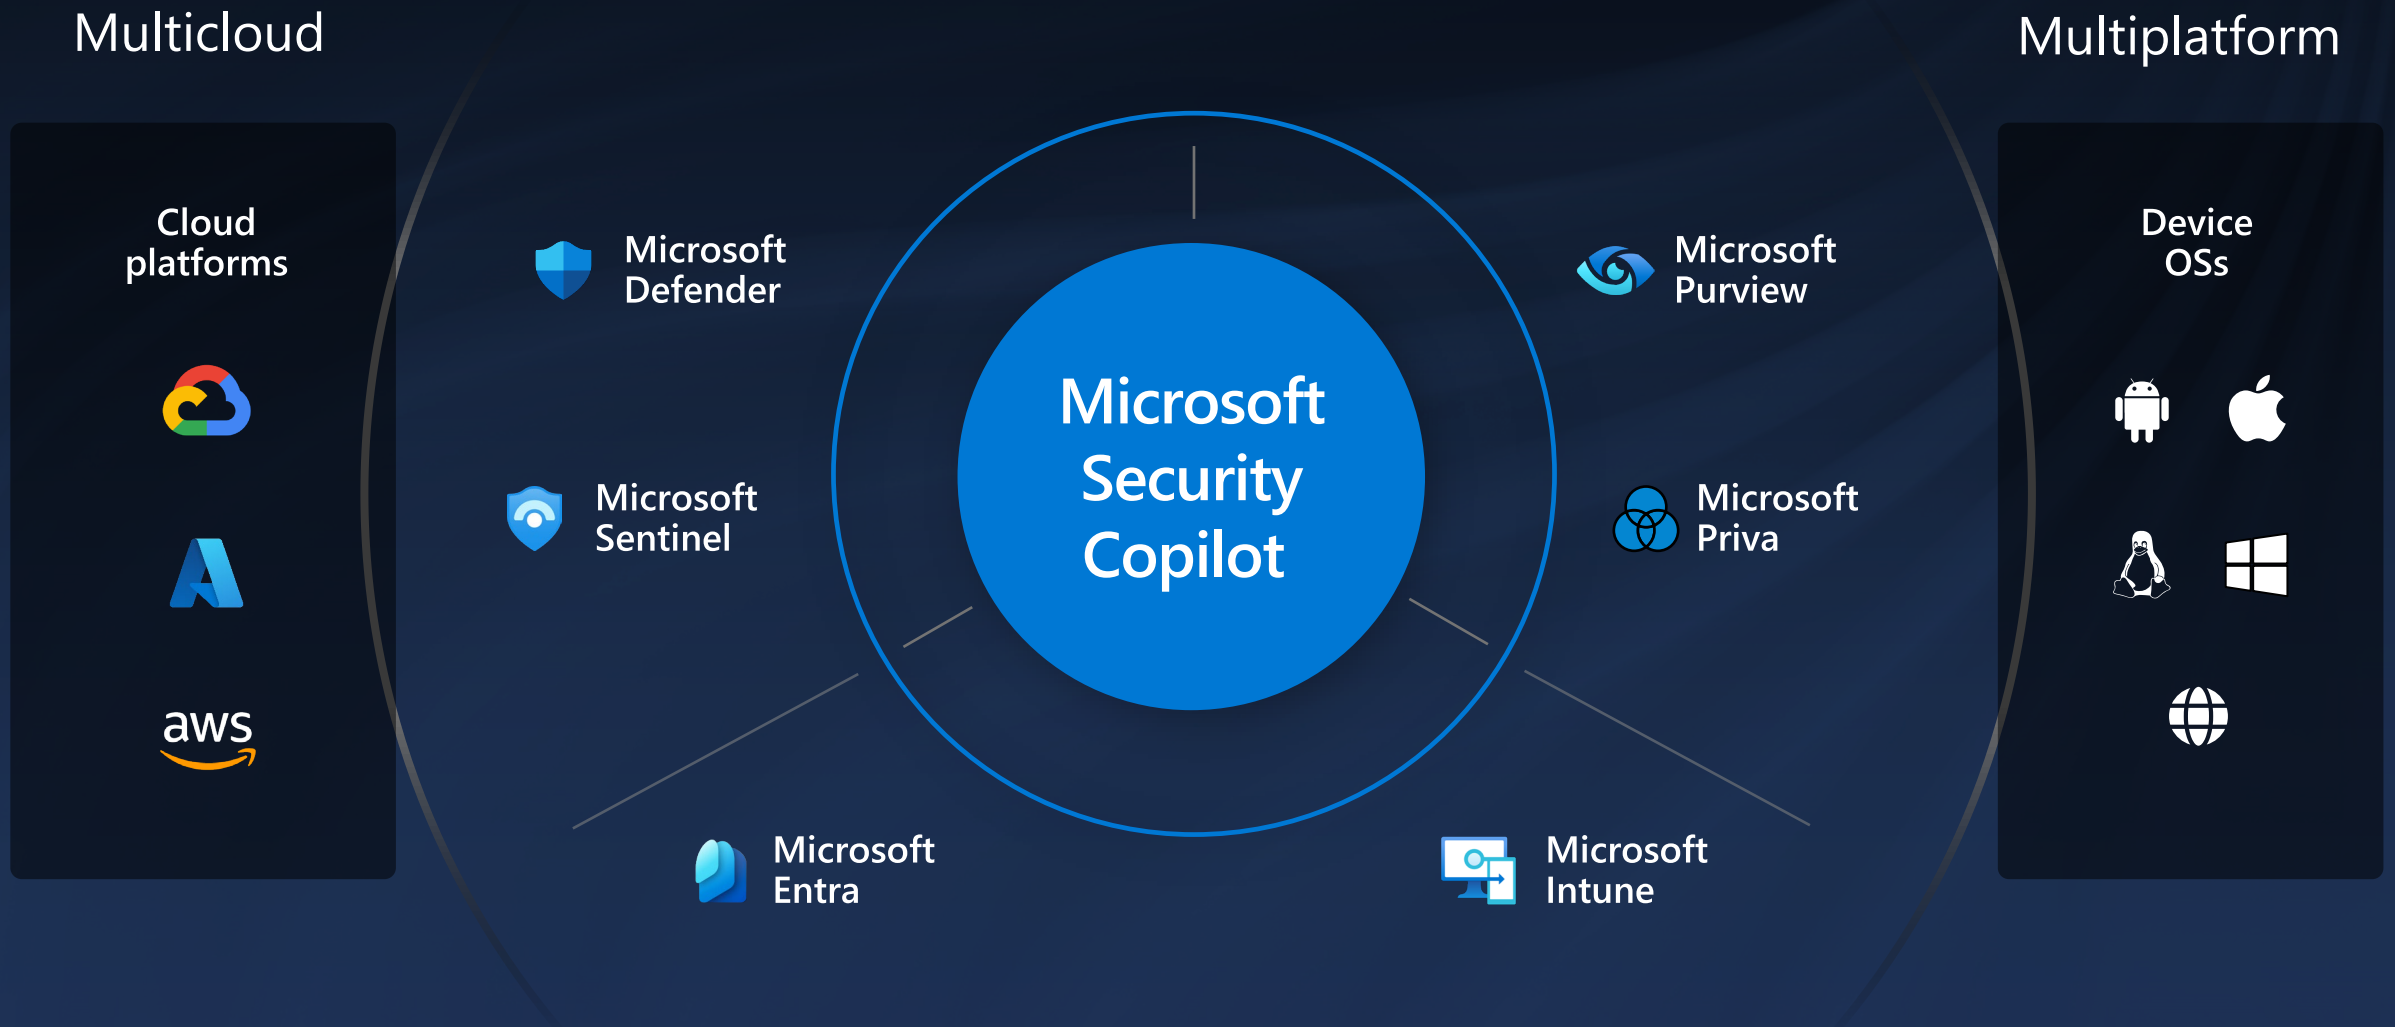 Multicloud
Multiplatform
Cloud
platforms
aws
Microsoft
Defender
Microsoft
Sentinel
Microsoft
Security
Copilot
Microsoft
Purview
Microsoft
Priva
Microsoft
Entra
Microsoft
Intune
Device
OSs